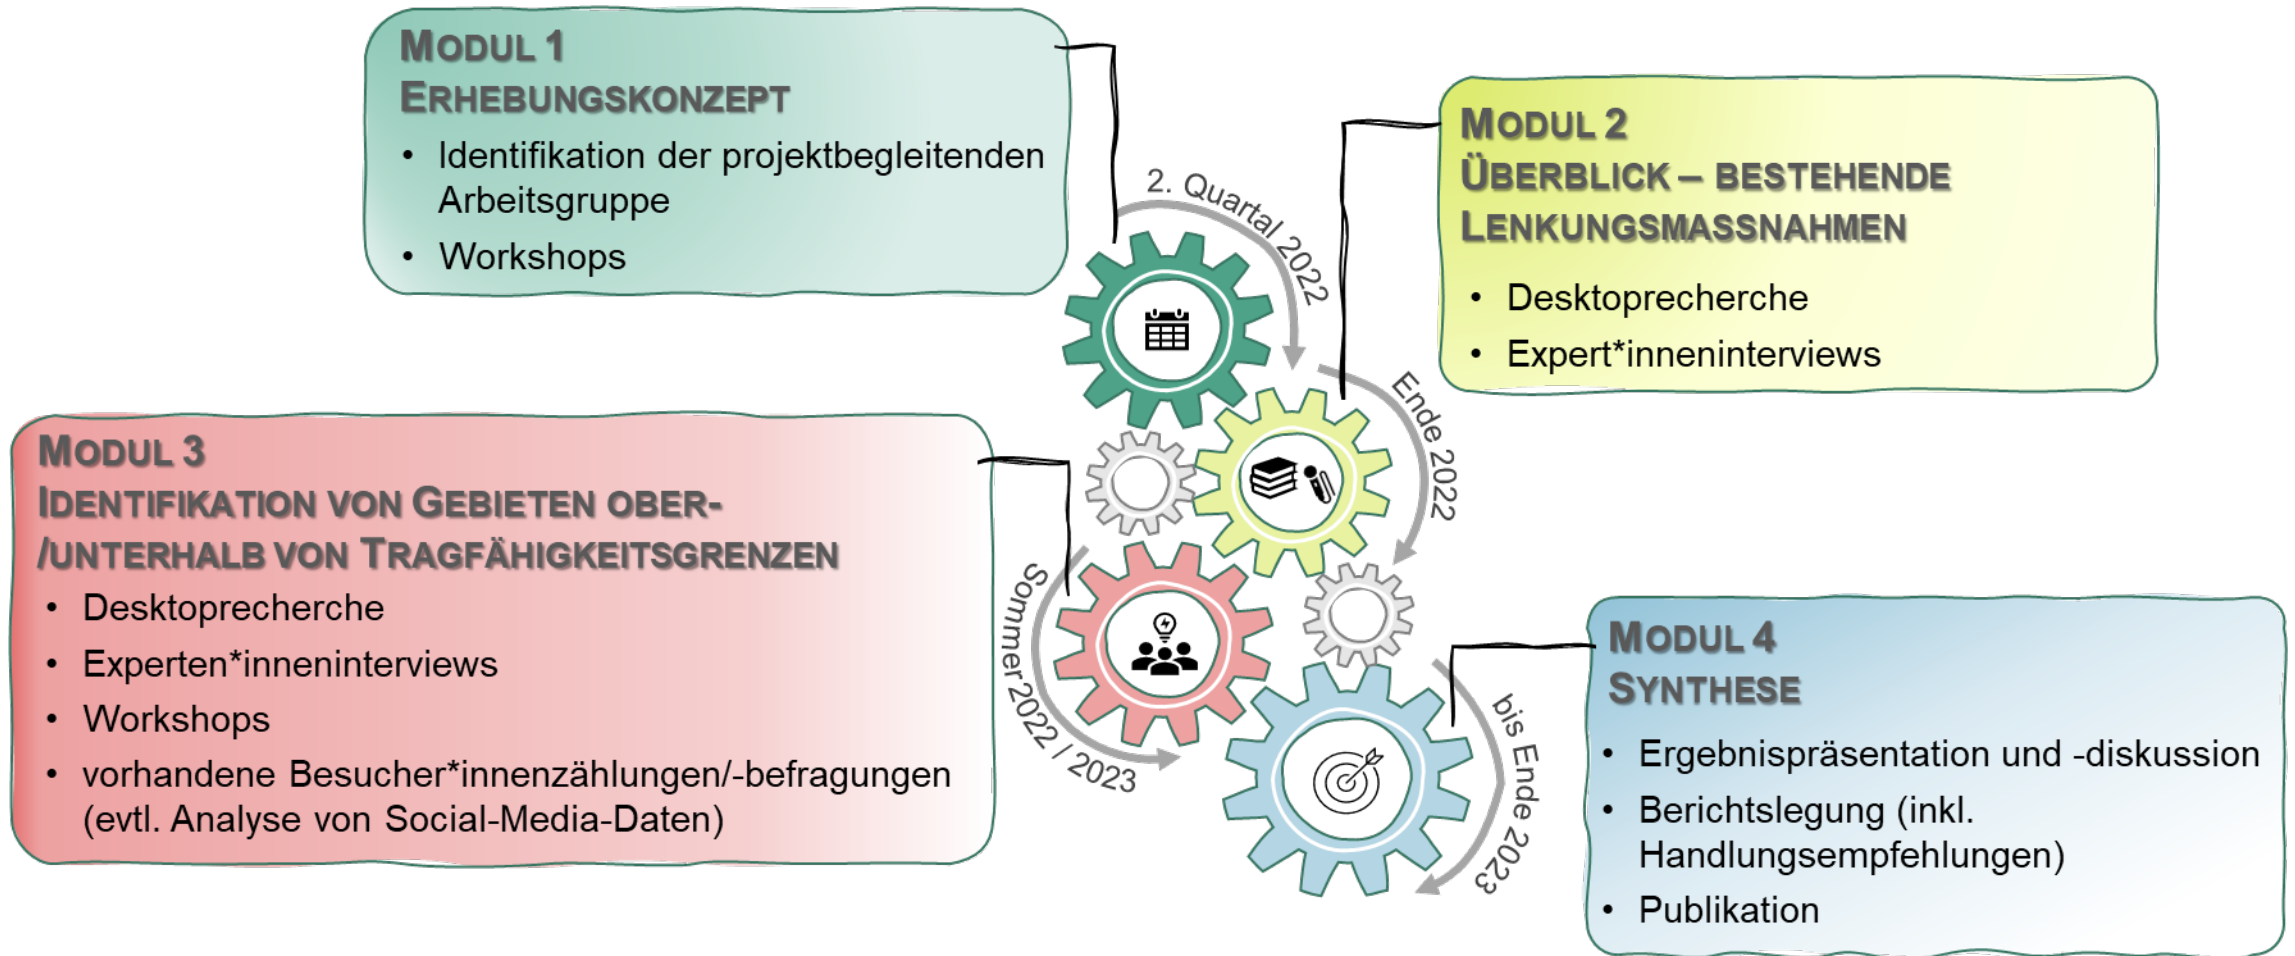 MODUL 1
ERHEBUNGSKONZEPT
• Identifikation der projektbegleitenden
Arbeitsgruppe
• Workshops
2. Quartal 2022
MODUL 2
ÜBERBLICK – BESTEHENDE
LENKUNGSMASSNAHMEN
• Desktoprecherche
• Expert*inneninterviews
Ende 2022
MODUL 3
IDENTIFIKATION VON GEBIETEN OBER-
/UNTERHALB VON TRAGFÄHIGKEITSGRENZEN
• Desktoprecherche
• Experten*inneninterviews
• Workshops
• vorhandene Besucher*innenzählungen/-befragungen
(evtl. Analyse von Social-Media-Daten)
Sommer2022 / 2023
MODUL 4
SYNTHESE
• Ergebnispräsentation und -diskussion
• Berichtslegung (inkl.
Handlungsempfehlungen)
• Publikation
bis Ende 2023